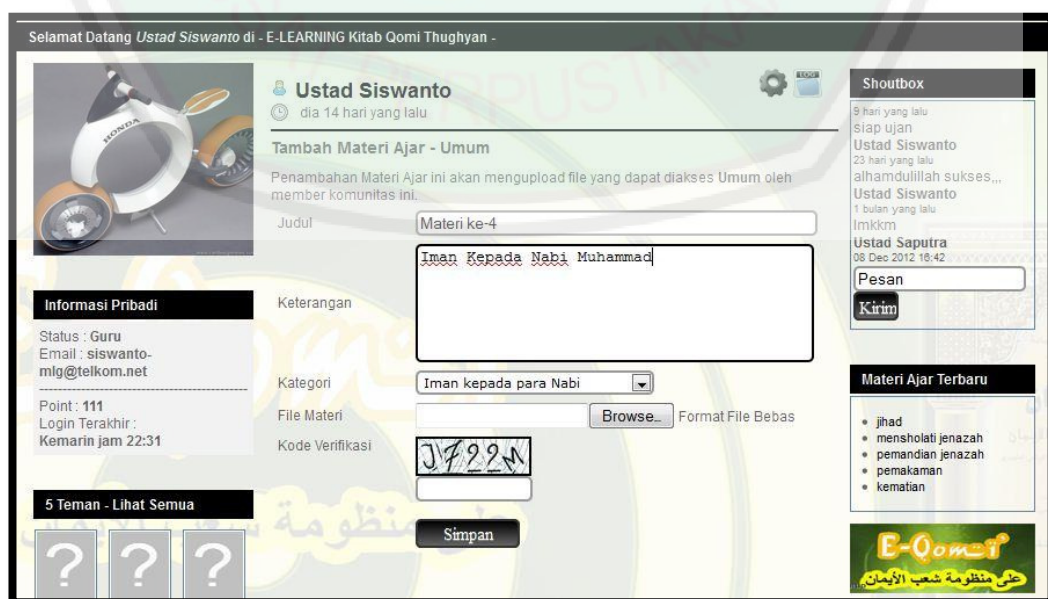 PERPUSTAKAAN
Selamat Datang Ustad Siswanto di - E-LEARNING Kitab Qomi Thughyan -
HONDA
Ustad Siswanto
dia 14 hari yang lalu
LOG
Tambah Materi Ajar - Umum
Penambahan Materi Ajar ini akan mengupload file yang dapat diakses Umum oleh
member komunitas ini.
Judul
Materi ke-4
Keterangan
Iman Kepada Nabi Muhammad
Kategori
Iman kepada para Nabi
File Materi
Browse..
Format File Bebas
Kode Verifikasi
J722M
Simpan
Informasi Pribadi
Status : Guru
Email : siswanto-
mlg@telkom.net
Point : 111
Login Terakhir :
Kemarin jam 22:31
5 Teman - Lihat Semua
?
?
?
Shoutbox
9 hari yang lalu
siap ujan
Ustad Siswanto
23 hari yang lalu
alhamdulillah sukses,,,
Ustad Siswanto
1 bulan yang lalu
lmkkm
Ustad Saputra
08 Dec 2012 16:42
Pesan
Kirim
Materi Ajar Terbaru
jihad
mensholati jenazah
pemandian jenazah
pemakaman
kematian
E-Qomi
على منظومة شعب الأيمان